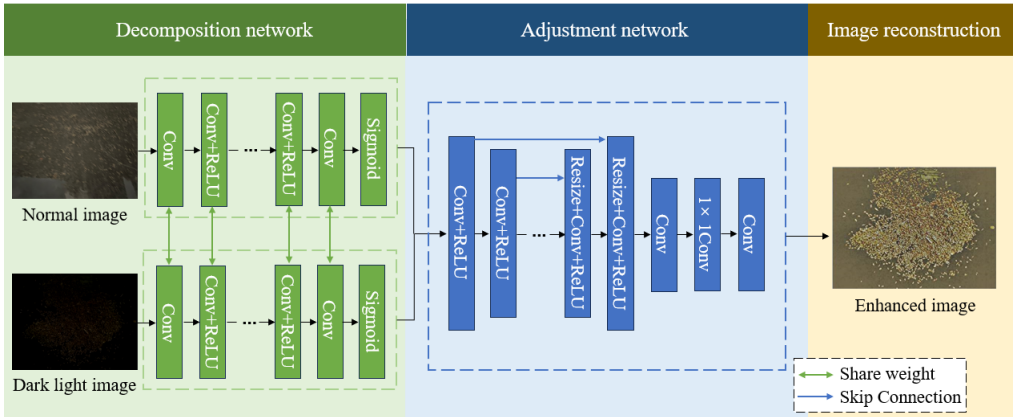 Decomposition network
Adjustment network
Image reconstruction
Conv
Conv+ReLU
...
Conv+ReLU
Conv
Sigmoid
Normal image
Conv
Conv+ReLU
...
Conv+ReLU
Conv
Sigmoid
Dark light image
Conv+ReLU
Conv+ReLU
...
Resize+Conv+ReLU
Resize+Conv+ReLU
Conv
1×1Conv
Conv
Enhanced image
Share weight
Skip Connection